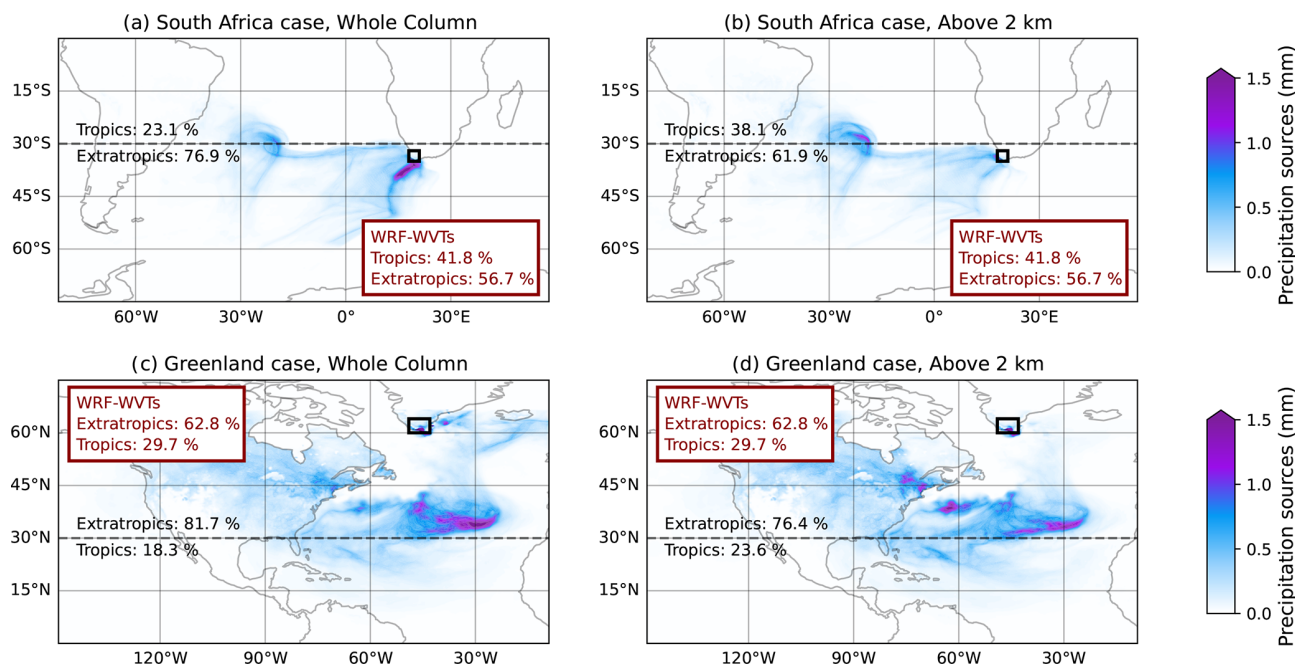 (a) South Africa case, Whole Column
(b) South Africa case, Above 2 km
15°S
30°S
45°S
60°S
Tropics: 23.1 %
Extratropics: 76.9 %
WRF-WVTs
Tropics: 41.8 %
Extratropics: 56.7 %
60°W
30°W
0°
30°E
15°S
30°S
45°S
60°S
Tropics: 38.1 %
Extratropics: 61.9 %
WRF-WVTs
Tropics: 41.8 %
Extratropics: 56.7 %
60°W
30°W
0°
30°E
1.5
1.0
0.5
0.0
Precipitation sources (mm)
(c) Greenland case, Whole Column
(d) Greenland case, Above 2 km
WRF-WVTs
Extratropics: 62.8 %
Tropics: 29.7 %
60°N
45°N
30°N
15°N
Extratropics: 81.7 %
Tropics: 18.3 %
120°W
90°W
60°W
30°W
WRF-WVTs
Extratropics: 62.8 %
Tropics: 29.7 %
60°N
45°N
30°N
15°N
Extratropics: 76.4 %
Tropics: 23.6 %
120°W
90°W
60°W
30°W
1.5
1.0
0.5
0.0
Precipitation sources (mm)